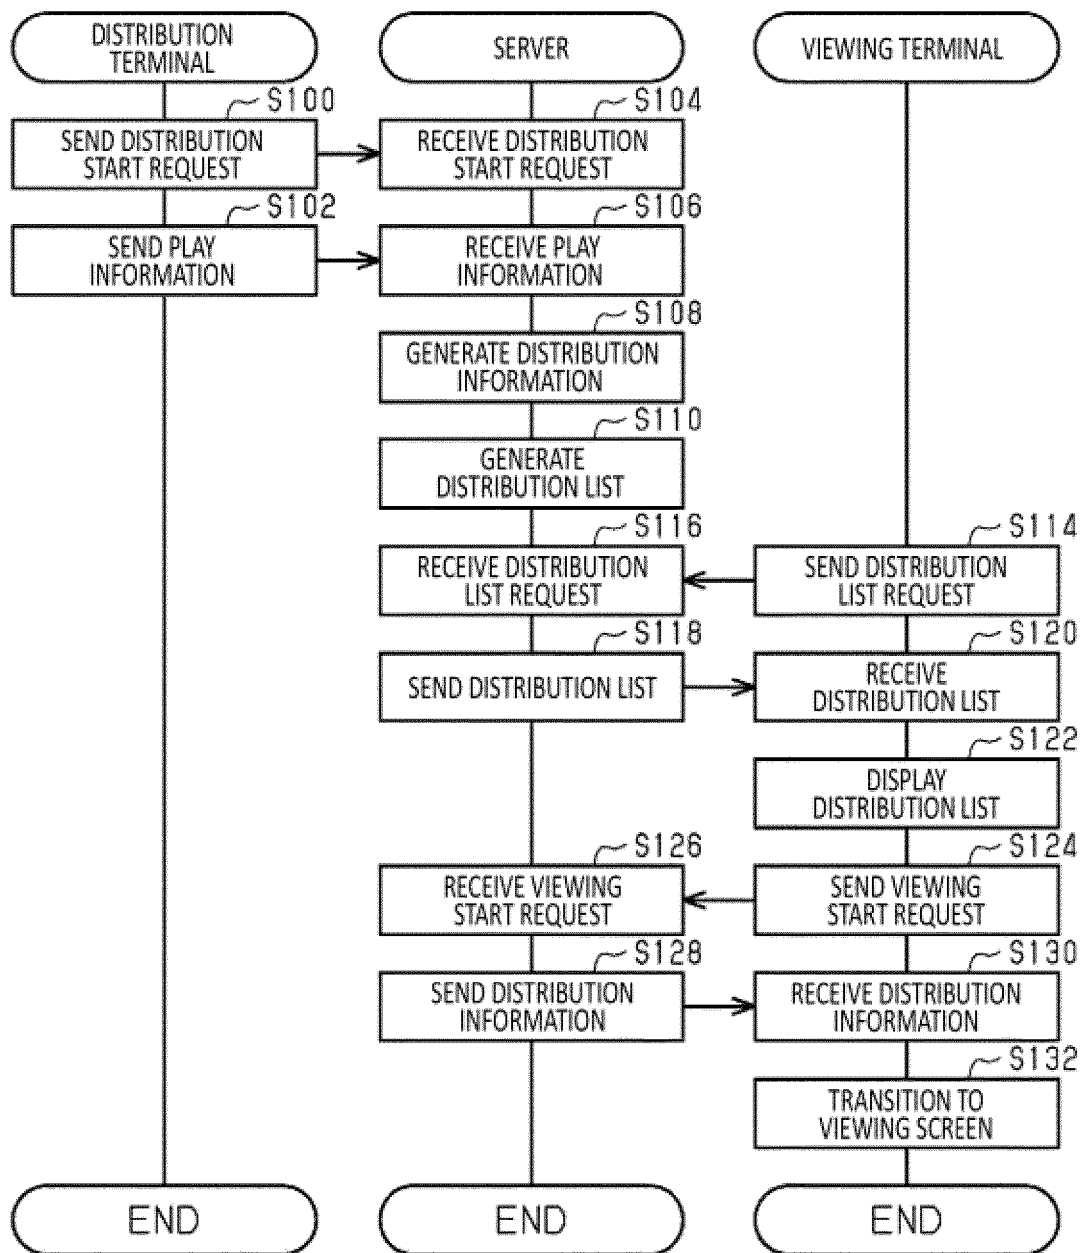 DISTRIBUTION
TERMINAL
SERVER
VIEWING TERMINAL
S100
SEND DISTRIBUTION
START REQUEST
S104
RECEIVE DISTRIBUTION
START REQUEST
S102
SEND PLAY
INFORMATION
S106
RECEIVE PLAY
INFORMATION
S108
GENERATE DISTRIBUTION
INFORMATION
S110
GENERATE
DISTRIBUTION LIST
S116
RECEIVE DISTRIBUTION
LIST REQUEST
S114
SEND DISTRIBUTION
LIST REQUEST
S118
SEND DISTRIBUTION LIST
S120
RECEIVE
DISTRIBUTION LIST
S122
DISPLAY
DISTRIBUTION LIST
S126
RECEIVE VIEWING
START REQUEST
S124
SEND VIEWING
START REQUEST
S128
SEND DISTRIBUTION
INFORMATION
S130
RECEIVE DISTRIBUTION
INFORMATION
S132
TRANSITION TO
VIEWING SCREEN
END
END
END